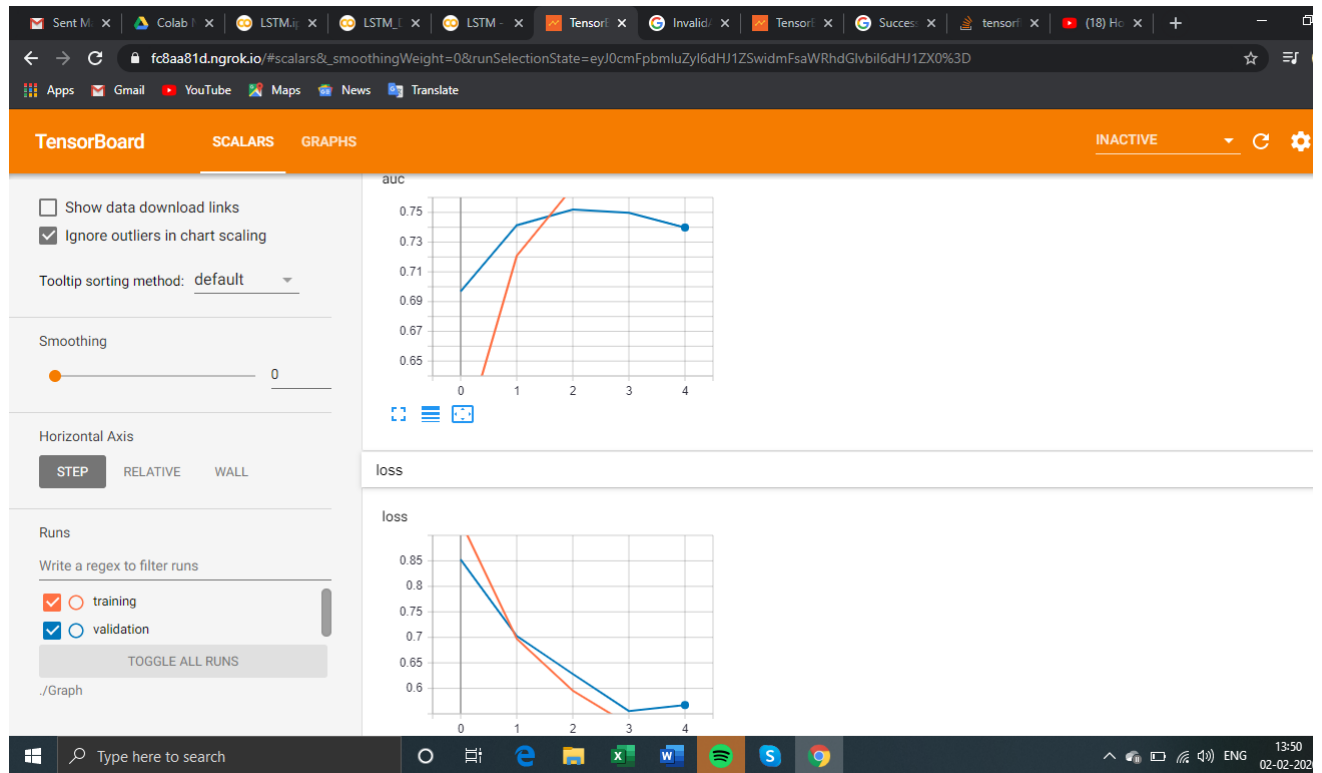 Sent M
Colab
LSTM.i
LSTM_
LSTM -
Tensor
Invalid
Tensor
Succes
tensorf
(18) Ho
fc8aa81d.ngrok.io/#scalars&_smoothingWeight=0&runSelectionState=eyJ0cmFpbmluZyI6dHJ1ZSwidmFsaWRhdGlvbiI6dHJ1ZX0%3D
Apps Gmail YouTube Maps News Translate
TensorBoard SCALARS GRAPHS INACTIVE
Show data download links
Ignore outliers in chart scaling
Tooltip sorting method: default
Smoothing
0
Horizontal Axis
STEP RELATIVE WALL
Runs
Write a regex to filter runs
training
validation
TOGGLE ALL RUNS
./Graph
auc
0.75
0.73
0.71
0.69
0.67
0.65
0 1 2 3 4
loss
loss
0.85
0.8
0.75
0.7
0.65
0.6
0 1 2 3 4
Type here to search
ENG
13:50
02-02-202